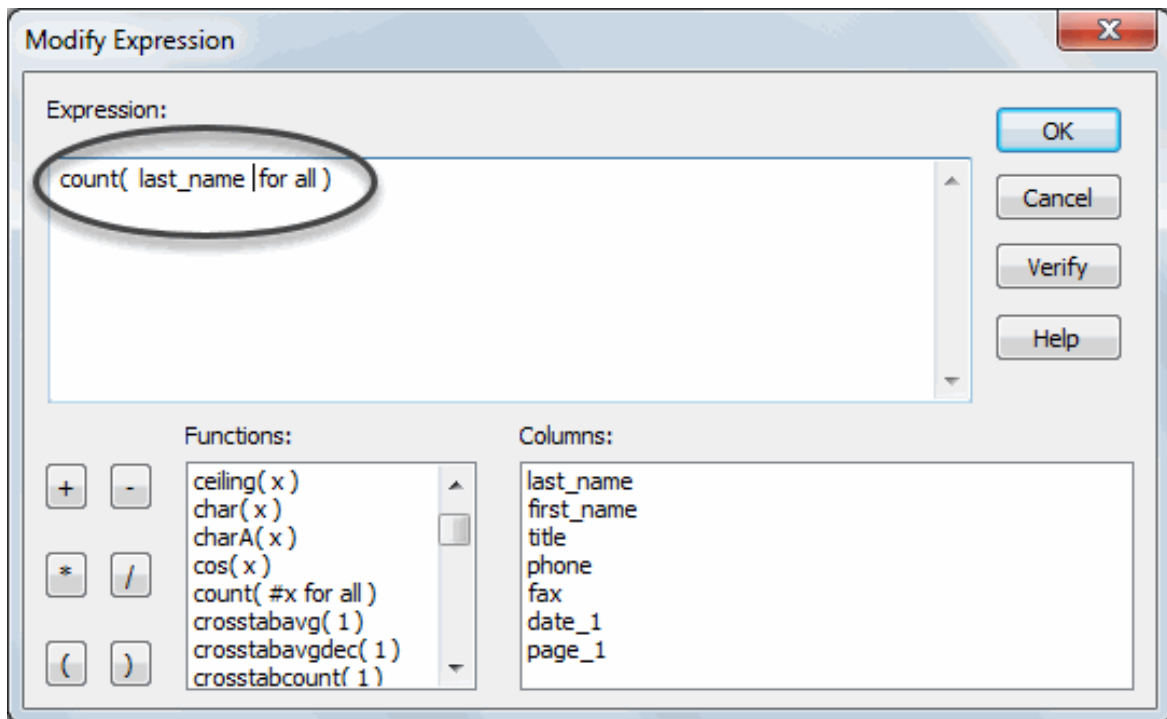 Modify Expression
X
Expression:
count( last_name for all )
OK
Cancel
Verify
Help
Functions:
Columns:
+ -
* /
( )
ceiling( x )
char( x )
charA( x )
cos( x )
count( #x for all )
crosstabavg( 1 )
crosstabavgdec( 1 )
crosstabcount( 1 )
last_name
first_name
title
phone
fax
date_1
page_1